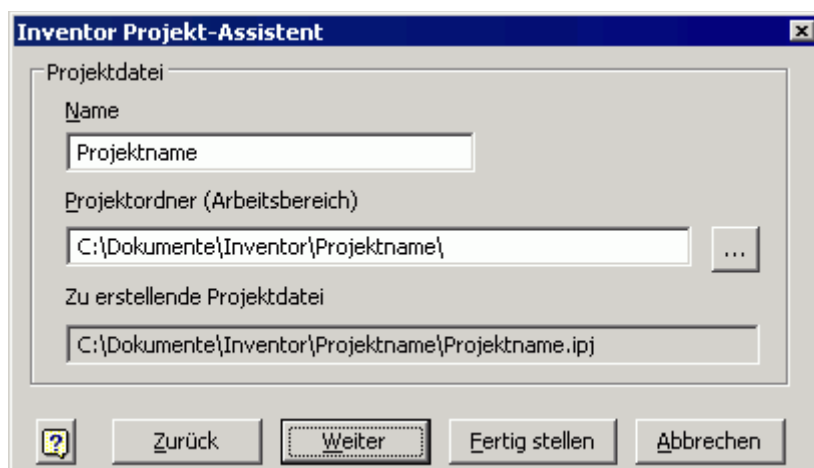 Inventor Projekt-Assistent
Projektdatei
Name
Projektname
Projektordner (Arbeitsbereich)
C:\Dokumente\Inventor\Projektname\
...
Zu erstellende Projektdatei
C:\Dokumente\Inventor\Projektname\Projektname.ipj
? Zurück Weiter Fertig stellen Abbrechen